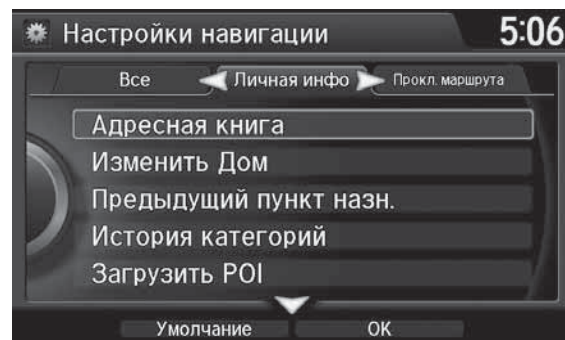 Настройки навигации 5:06
Все Личная инфо Прокл. маршрута
Адресная книга
Изменить Дом
Предыдущий пункт назн.
История категорий
Загрузить POI
Умолчание OK